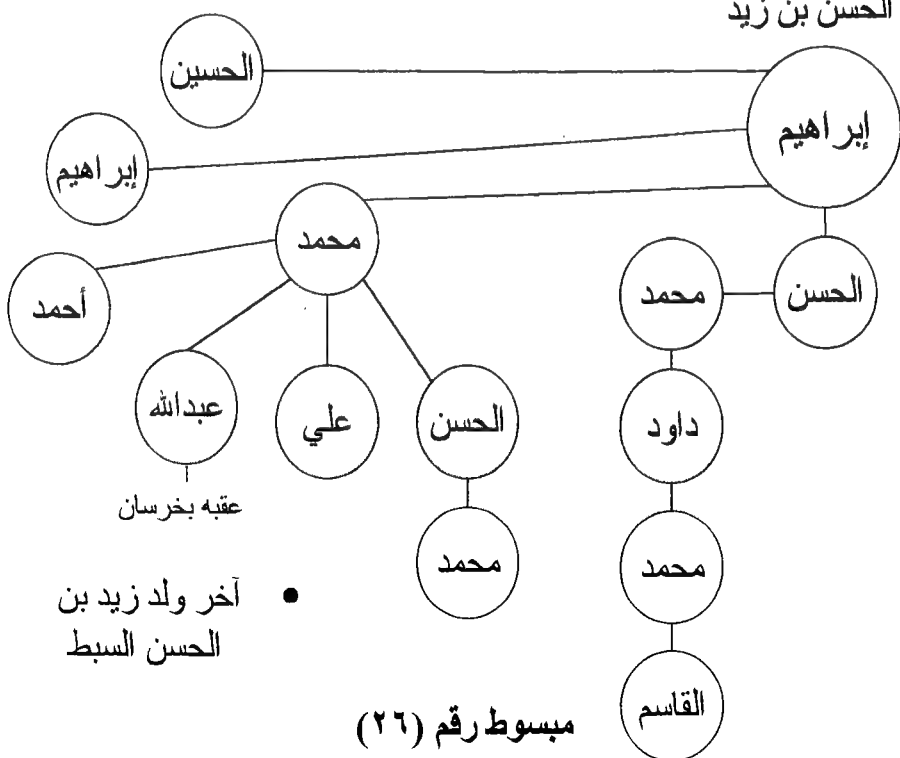 الحسن بن زيد
إبراهيم
الحسين
إبراهيم
محمد
الحسن
محمد
أحمد
داود
الحسن
علي
عبدالله
عقبه بخرسان
محمد
محمد
القاسم
• آخر ولد زيد بن
الحسن السبط
مبسوط رقم (٢٦)